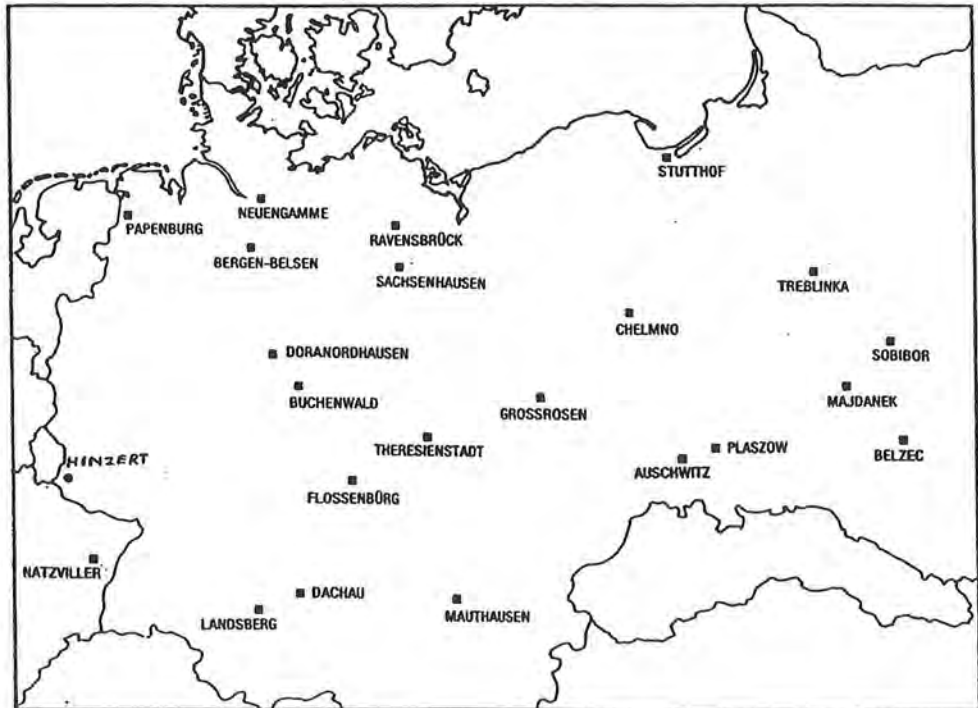 STUTTHOF
NEUENGAMME
PAPENBURG
RAVENSBRÜCK
BERGEN-BELSEN
SACHSENHAUSEN
TREBLINKA
CHELMNO
SOBIBOR
DORANORDHAUSEN
BUCHENWALD
MAJDANEK
GROSSROSEN
THERESIENSTADT
PLASZOW
BELZEC
HINZERT
AUSCHWITZ
FLOSSENBÜRG
NATZVILLER
DACHAU
LANDSBERG
MAUTHAUSEN